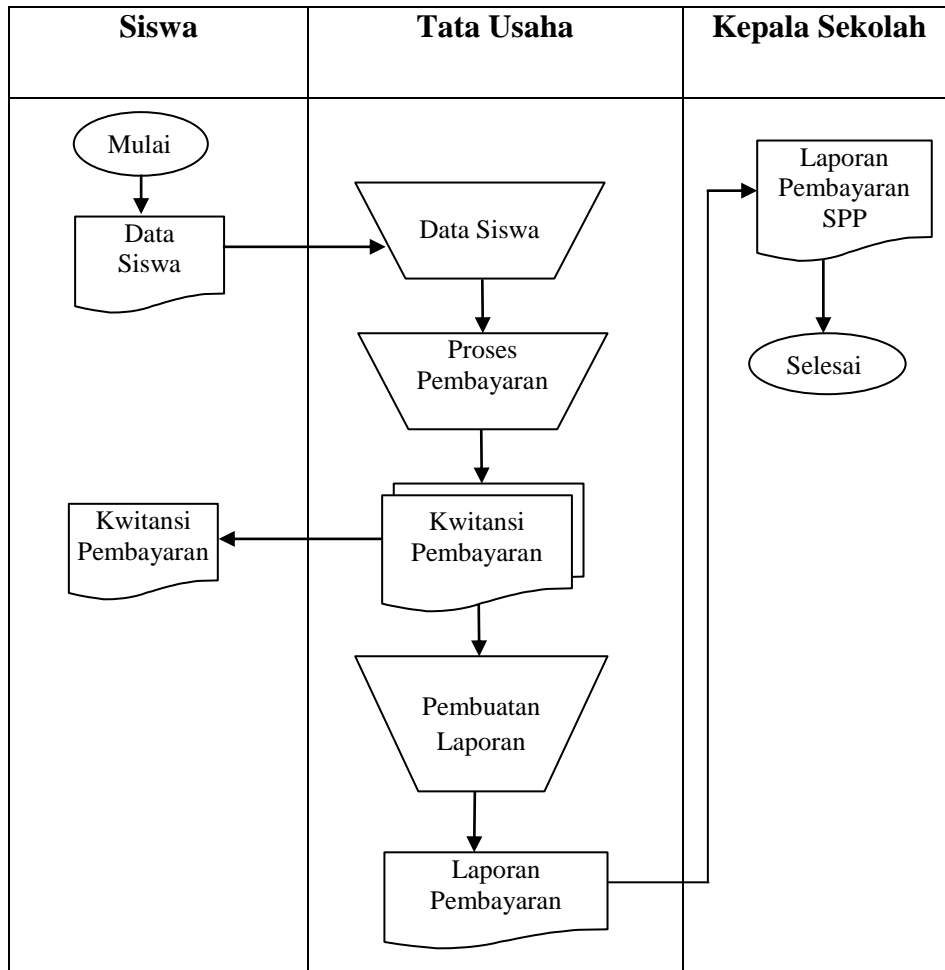 Siswa
Tata Usaha
Kepala Sekolah
Mulai
Data
Siswa
Data Siswa
Proses
Pembayaran
Kwitansi
Pembayaran
Kwitansi
Pembayaran
Pembuatan
Laporan
Laporan
Pembayaran
Laporan
Pembayaran
SPP
Selesai